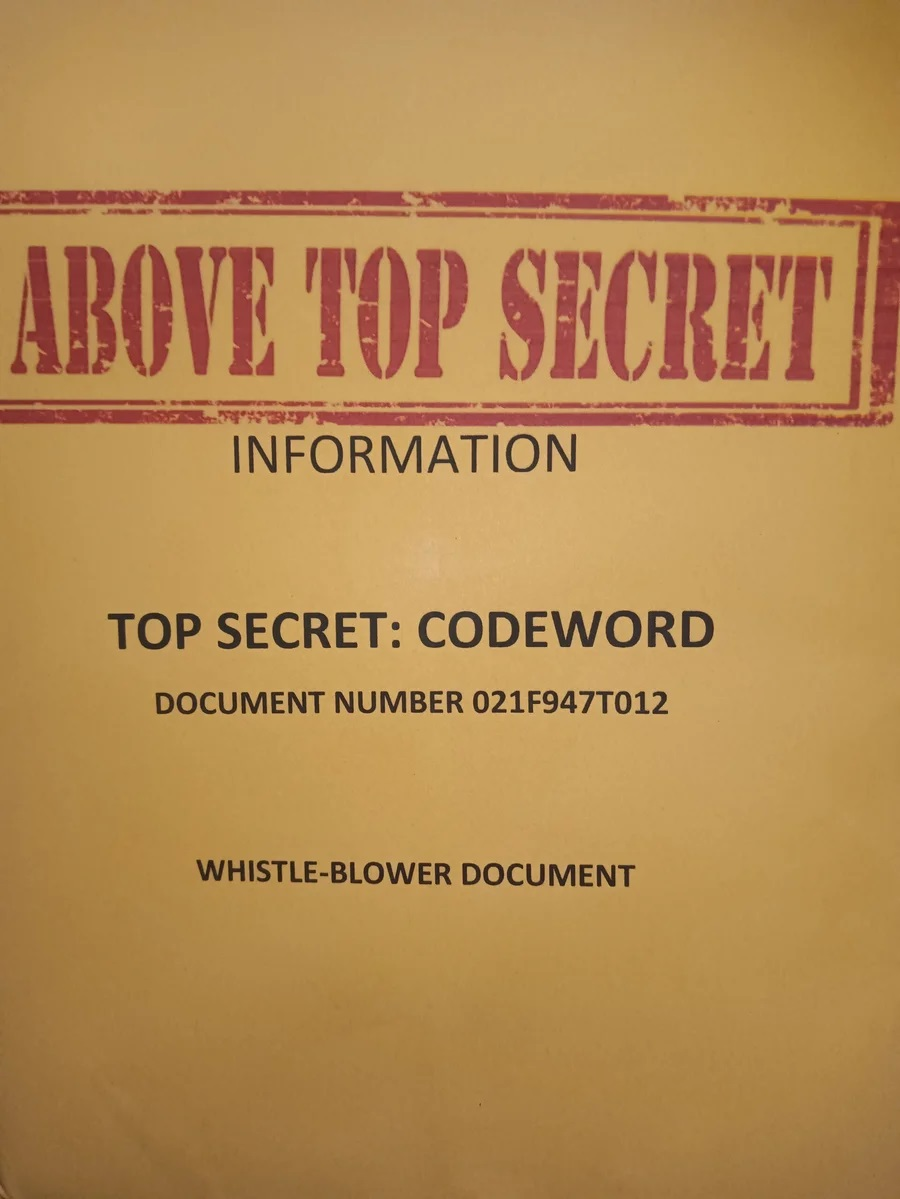 ABOVE TOP SECRET
INFORMATION
TOP SECRET: CODEWORD
DOCUMENT NUMBER 021F947T012
WHISTLE-BLOWER DOCUMENT